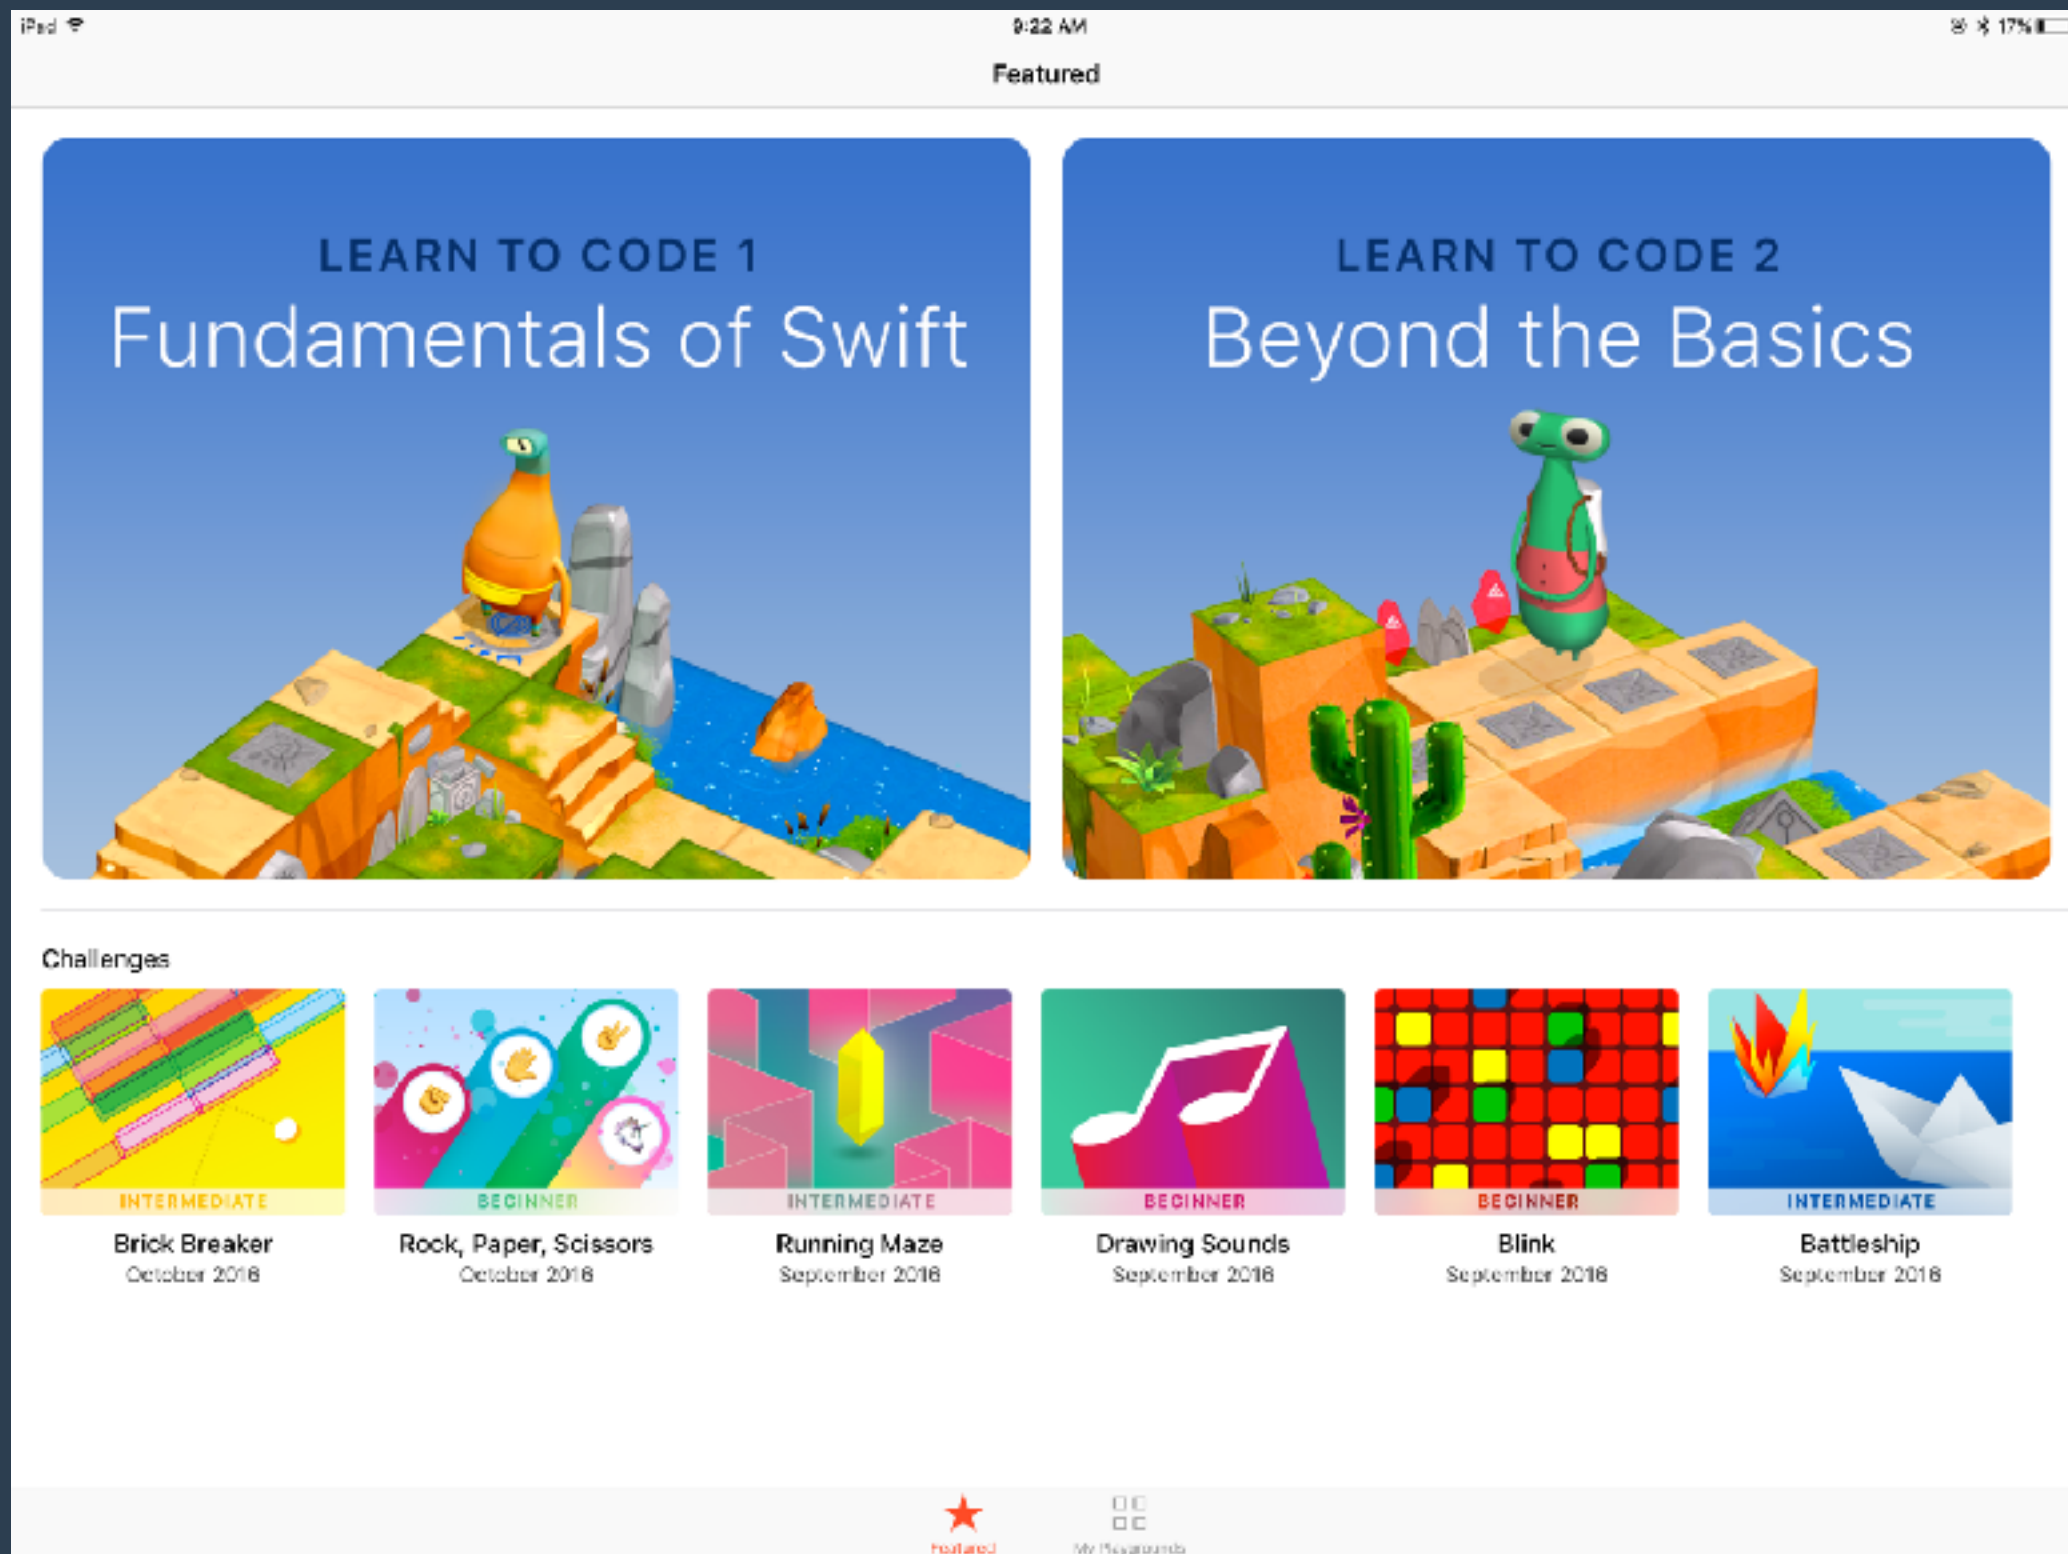 iPad
9:22 AM
17%
Featured
LEARN TO CODE 1
Fundamentals of Swift
LEARN TO CODE 2
Beyond the Basics
Challenges
INTERMEDIATE
BEGINNER
INTERMEDIATE
BEGINNER
BEGINNER
INTERMEDIATE
Brick Breaker
Rock, Paper, Scissors
Running Maze
Drawing Sounds
Blink
Battleship
October 2016
October 2016
September 2016
September 2016
September 2016
September 2016
Featured
My Playgrounds